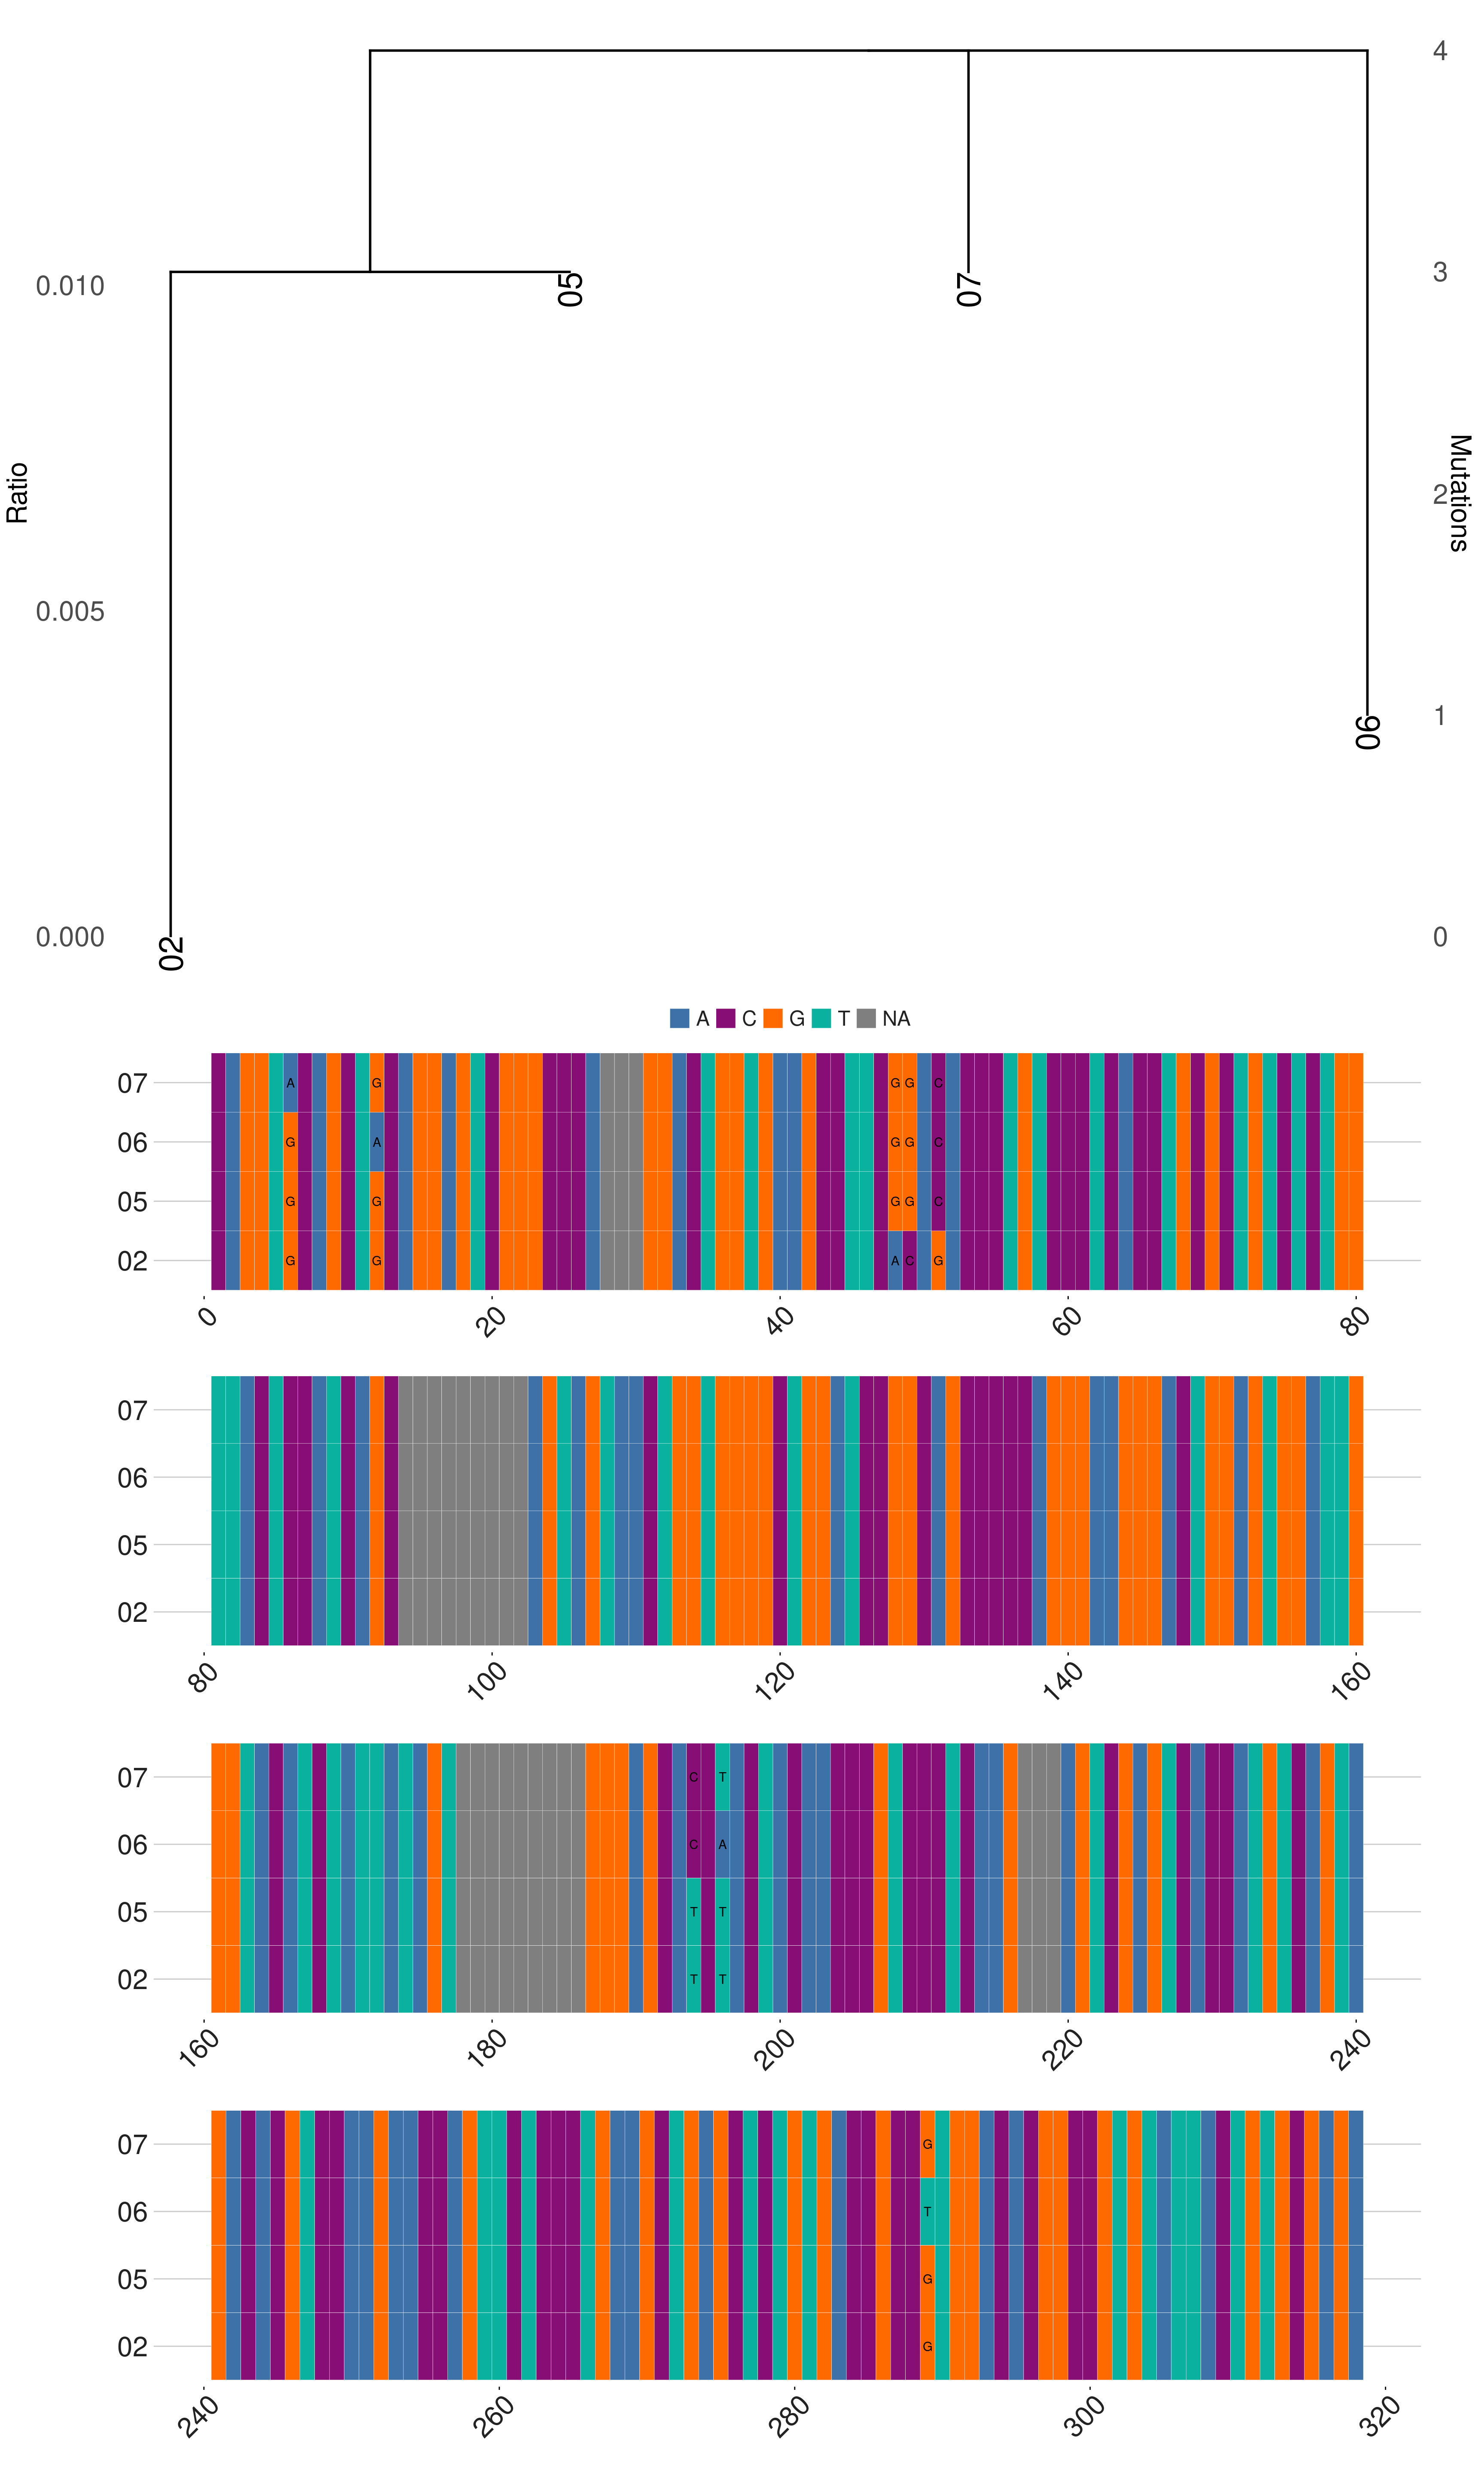 4
0.010
3
05
07
Ratio
Mutations
2
0.005
1
06
0.000
0
02
A C G T NA
07 A G G G C
06 G A G G C
05 G G G G C
02 G G A C G
0 20 40 60 80
07
06
05
02
80 100 120 140 160
07 C T
06 C A
05 T T
02 T T
160 180 200 220 240
07 G
06 T
05 G
02 G
240 260 280 300 320